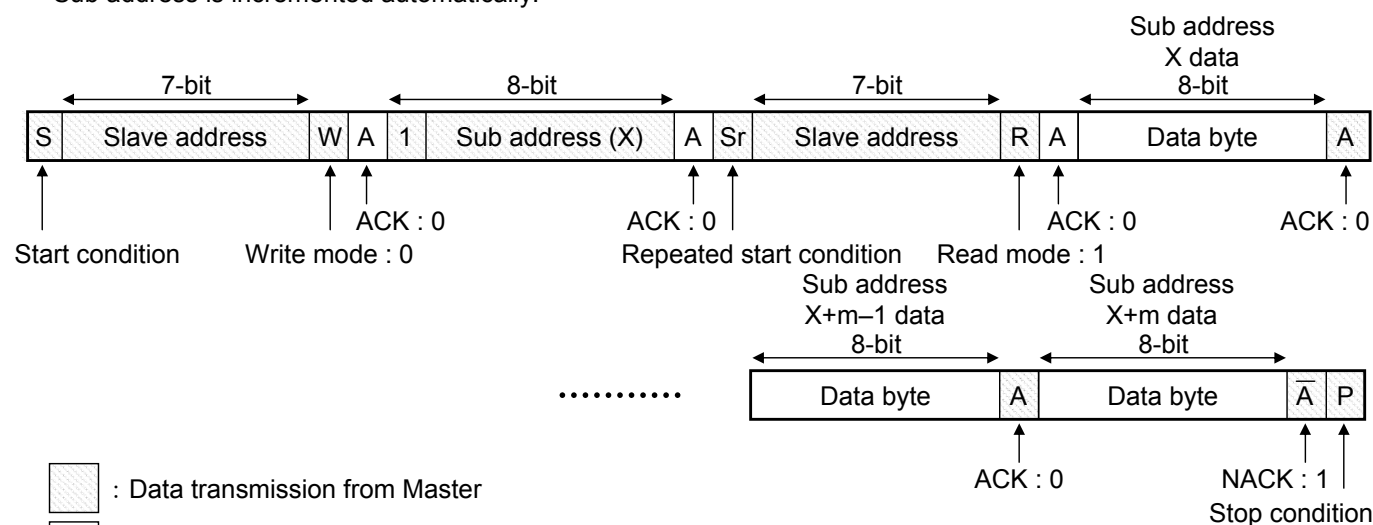 Sub address is incremented automatically.
Sub address
X data
7-bit 8-bit 7-bit 8-bit
S Slave address W A 1 Sub address (X) A Sr Slave address R A Data byte A
ACK : 0 ACK : 0 ACK : 0 ACK : 0
Start condition Write mode : 0 Repeated start condition Read mode : 1
Sub address Sub address
X+m–1 data X+m data
8-bit 8-bit
........... Data byte A Data byte A̅ P
ACK : 0 NACK : 1
: Data transmission from Master
Stop condition